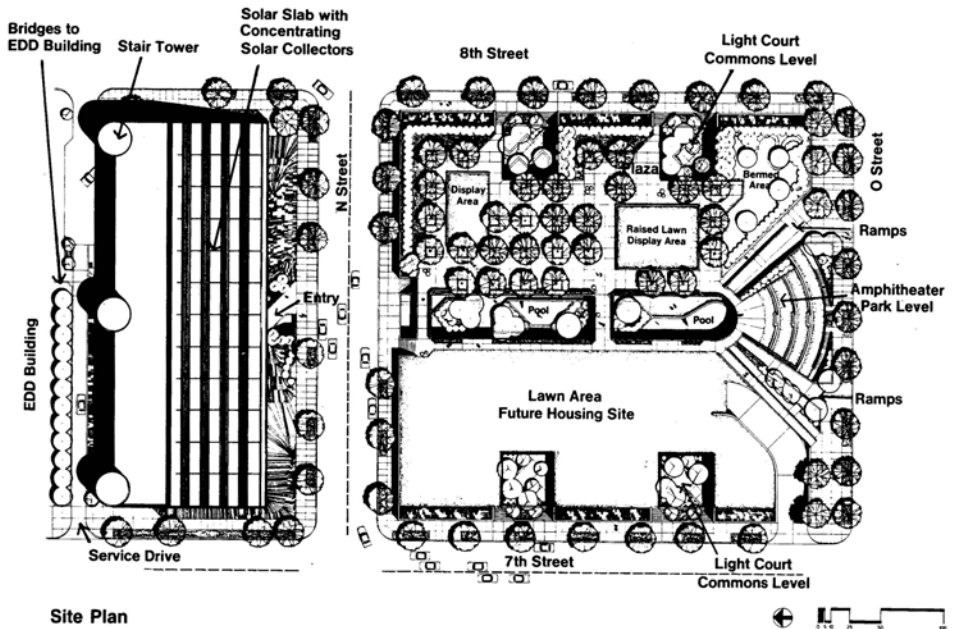 Bridges to
EDD Building
Stair Tower
Solar Slab with
Concentrating
Solar Collectors
8th Street
Light Court
Commons Level
N Street
O Street
Display
Area
laza
Bermed
Area
Raised Lawn
Display Area
Ramps
Entry
Amphitheater
Park Level
Pool
Pool
EDD Building
Lawn Area
Future Housing Site
Ramps
Service Drive
7th Street
Light Court
Commons Level
Site Plan